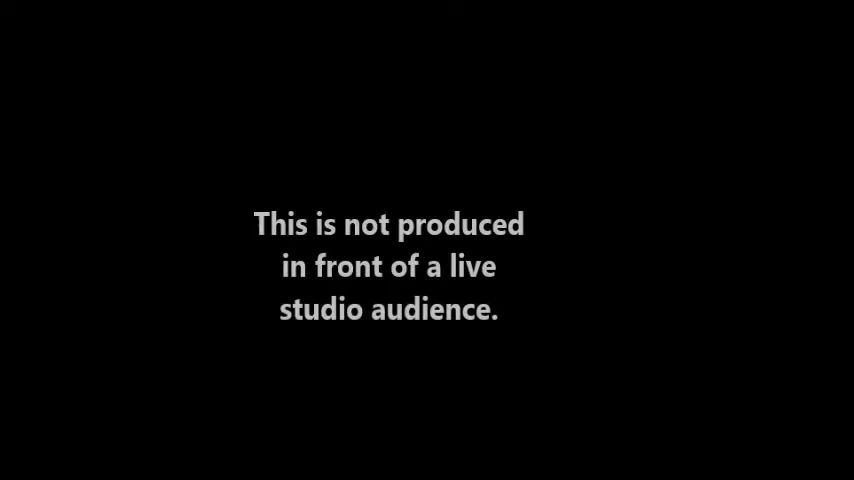 This is not produced
in front of a live
studio audience.